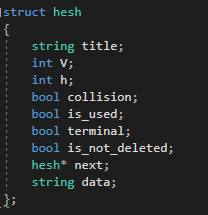 struct hesh
{
string title;
int V;
int h;
bool collision;
bool is_used;
bool terminal;
bool is_not_deleted;
hesh* next;
string data;
};